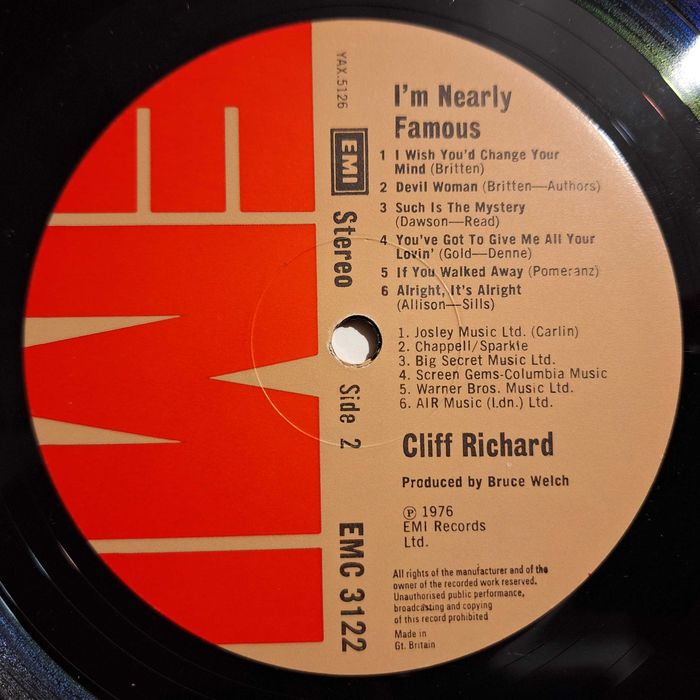 I'm Nearly
Famous
1 I Wish You'd Change Your
Mind (Britten)
2 Devil Woman (Britten—Authors)
3 Such Is The Mystery
(Dawson—Read)
4 You've Got To Give Me All Your
Lovin' (Gold—Denne)
5 If You Walked Away (Pomeranz)
6 Alright, It's Alright
(Allison—Sills)
1. Josley Music Ltd. (Carlin)
2. Chappell/Sparkle
3. Big Secret Music Ltd.
4. Screen Gems-Columbia Music
5. Warner Bros. Music Ltd.
6. AIR Music (Ldn.) Ltd.
Cliff Richard
Produced by Bruce Welch
℗ 1976
EMI Records
Ltd.
All rights of the manufacturer and of the
owner of the recorded work reserved.
Unauthorised public performance,
broadcasting and copying
of this record prohibited
Made in
Gt. Britain
YAX.5126
EMI
Stereo
Side 2
EMC 3122
EMI